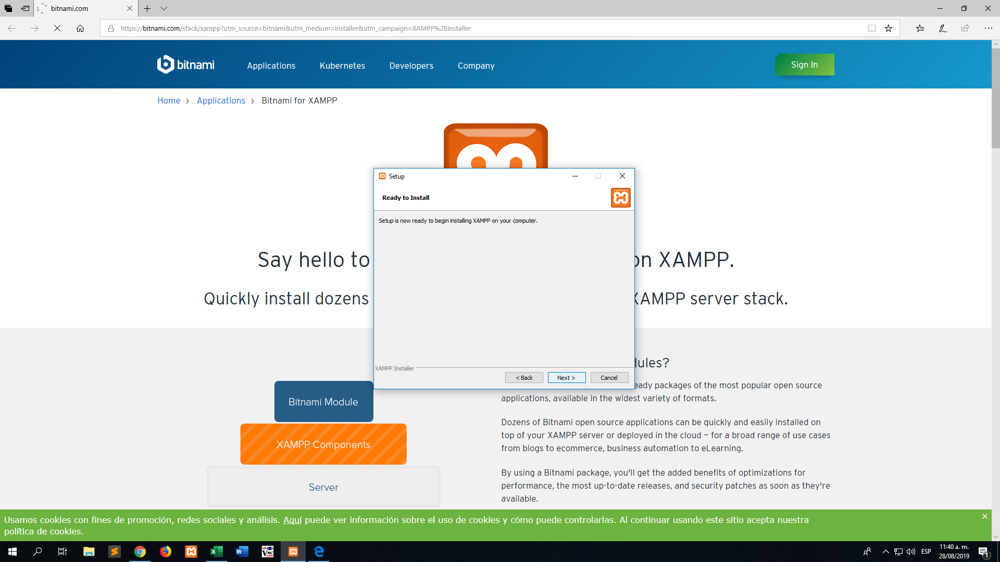 bitnami.com
https://bitnami.com/stack/xampp?utm_source=bitnami&utm_medium=installer&utm_campaign=XAMPP%2BInstaller
bitnami
Applications
Kubernetes
Developers
Company
Sign In
Home > Applications > Bitnami for XAMPP
Setup
Ready to Install
Setup is now ready to begin installing XAMPP on your computer.
XAMPP Installer
< Back
Next >
Cancel
Say hello to
on XAMPP.
Quickly install dozens
XAMPP server stack.
Bitnami Module
XAMPP Components
Server
dules?
eady packages of the most popular open source
applications, available in the widest variety of formats.
Dozens of Bitnami open source applications can be quickly and easily installed on
top of your XAMPP server or deployed in the cloud – for a broad range of use cases
from blogs to ecommerce, business automation to eLearning.
By using a Bitnami package, you'll get the added benefits of optimizations for
performance, the most up-to-date releases, and security patches as soon as they're
available.
Usamos cookies con fines de promoción, redes sociales y análisis. Aquí puede ver información sobre el uso de cookies y cómo puede controlarlas. Al continuar usando este sitio acepta nuestra
política de cookies.
VNC
ESP
11:40 a. m.
28/08/2019
1